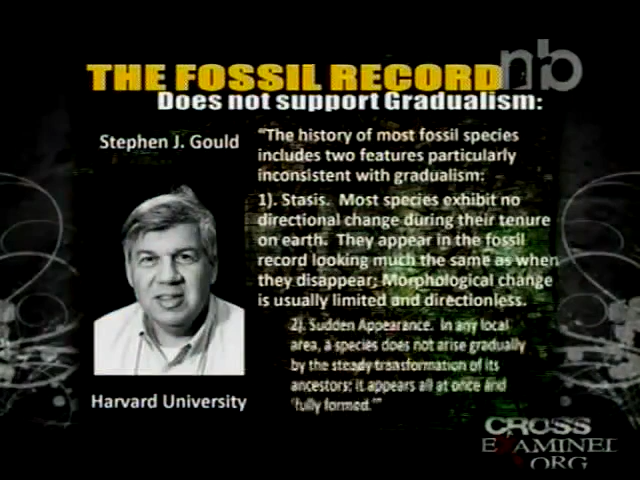 THE FOSSIL RECORD
nb
Does not support Gradualism:
Stephen J. Gould
"The history of most fossil species
includes two features particularly
inconsistent with gradualism:
1). Stasis. Most species exhibit no
directional change during their tenure
on earth. They appear in the fossil
record looking much the same as when
they disappear; Morphological change
is usually limited and directionless.
2). Sudden Appearance. In any local
area, a species does not arise gradually
by the steady transformation of its
ancestors; it appears all at once and
'fully formed.'"
Harvard University
CROSS
EXAMINED
.ORG